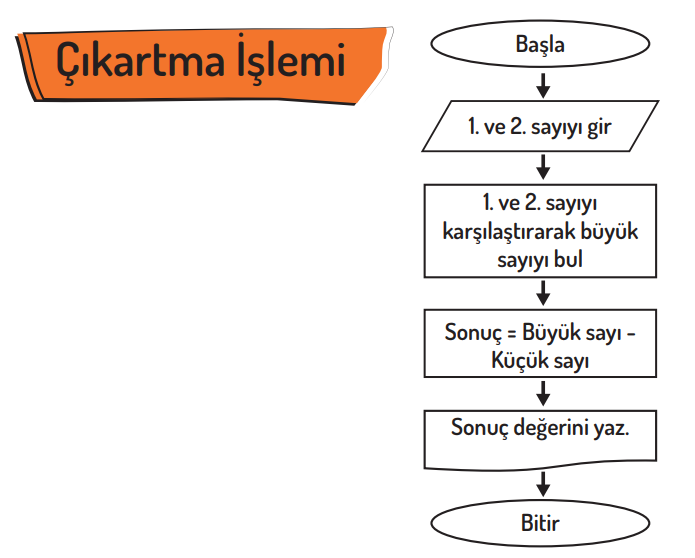 Çıkartma İşlemi
Başla
1. ve 2. sayıyı gir
1. ve 2. sayıyı
karşılaştırarak büyük
sayıyı bul
Sonuç = Büyük sayı -
Küçük sayı
Sonuç değerini yaz.
Bitir